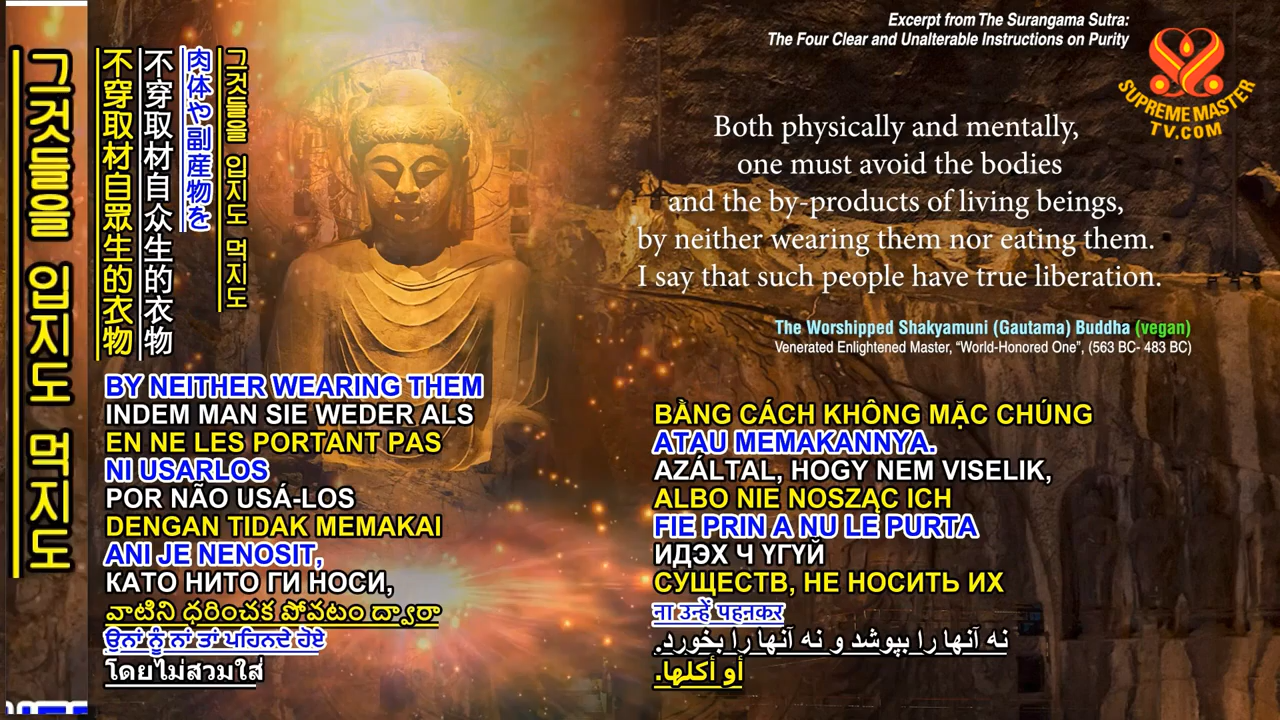 그것들을 입지도 먹지도
不穿取材自眾生的衣物
不穿取材自众生的衣物
肉体や副産物を
그것들을 입지도 먹지도
Excerpt from The Surangama Sutra:
The Four Clear and Unalterable Instructions on Purity
SUPREME MASTER
TV.COM
Both physically and mentally,
one must avoid the bodies
and the by-products of living beings,
by neither wearing them nor eating them.
I say that such people have true liberation.
The Worshipped Shakyamuni (Gautama) Buddha (vegan)
Venerated Enlightened Master, “World-Honored One”, (563 BC- 483 BC)
BY NEITHER WEARING THEM
INDEM MAN SIE WEDER ALS
EN NE LES PORTANT PAS
NI USARLOS
POR NÃO USÁ-LOS
DENGAN TIDAK MEMAKAI
ANI JE NENOSIT,
КАТО НИТО ГИ НОСИ,
వాటిని ధరించక పోవటం ద్వారా
ਉਨਾਂ ਨੂੰ ਨਾਂ ਤਾਂ ਪਹਿਨਦੇ ਹੋਏ
โดยไม่สวมใส่
BẰNG CÁCH KHÔNG MẶC CHÚNG
ATAU MEMAKANNYA.
AZÁLTAL, HOGY NEM VISELIK,
ALBO NIE NOSZĄC ICH
FIE PRIN A NU LE PURTA
ИДЭХ Ч ҮГҮЙ
СУЩЕСТВ, НЕ НОСИТЬ ИХ
ना उन्हें पहनकर
نه آنها را بپوشد و نه آنها را بخورد.
أو أكلها.